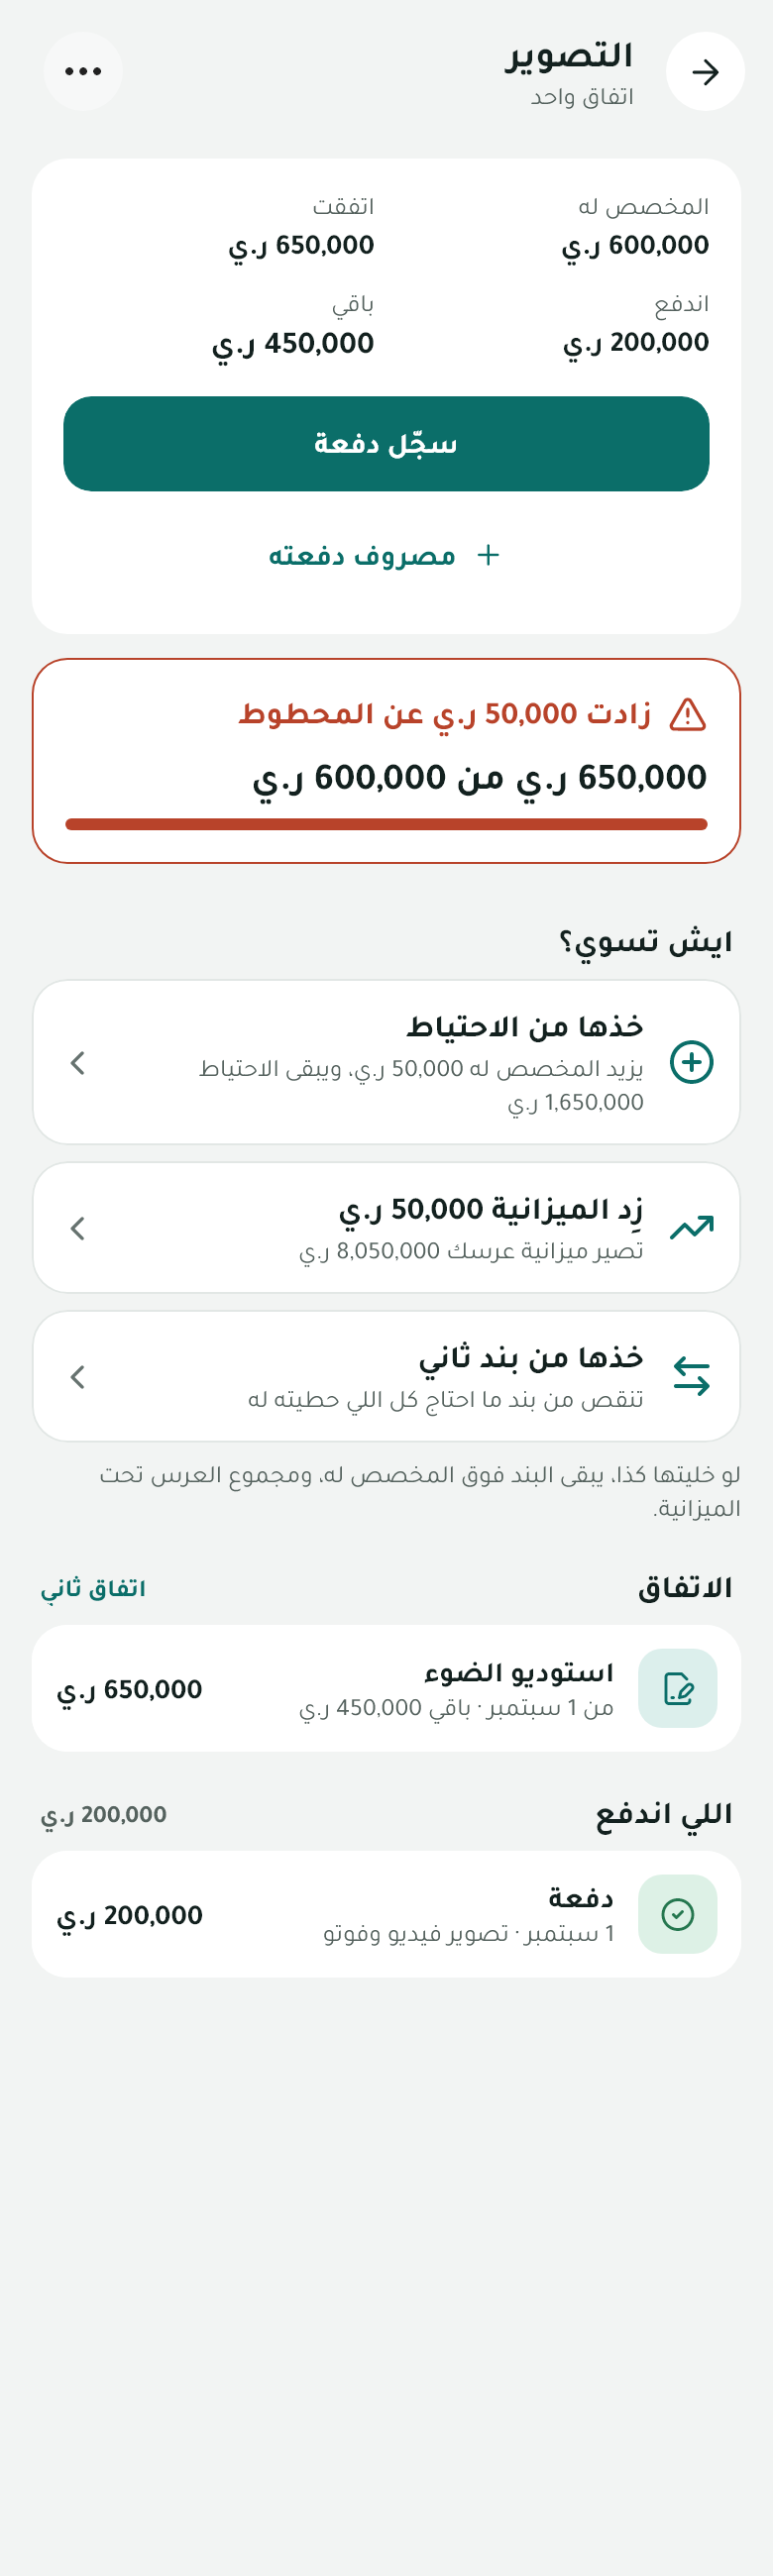 التصوير
اتفاق واحد
المخصص له
600,000 ر.ي
اتفقت
650,000 ر.ي
اندفع
200,000 ر.ي
باقي
450,000 ر.ي
سجّل دفعة
+ مصروف دفعته
زادت 50,000 ر.ي عن المحطوط
650,000 ر.ي من 600,000 ر.ي
ايش تسوي؟
خذها من الاحتياط
يزيد المخصص له 50,000 ر.ي، ويبقى الاحتياط
1,650,000 ر.ي
زِد الميزانية 50,000 ر.ي
تصير ميزانية عرسك 8,050,000 ر.ي
خذها من بند ثاني
تنقص من بند ما احتاج كل اللي حطيته له
لو خليتها كذا، يبقى البند فوق المخصص له، ومجموع العرس تحت
الميزانية.
الاتفاق
اتفاق ثاني
استوديو الضوء
650,000 ر.ي
من 1 سبتمبر · باقي 450,000 ر.ي
اللي اندفع
200,000 ر.ي
دفعة
200,000 ر.ي
1 سبتمبر · تصوير فيديو وفوتو